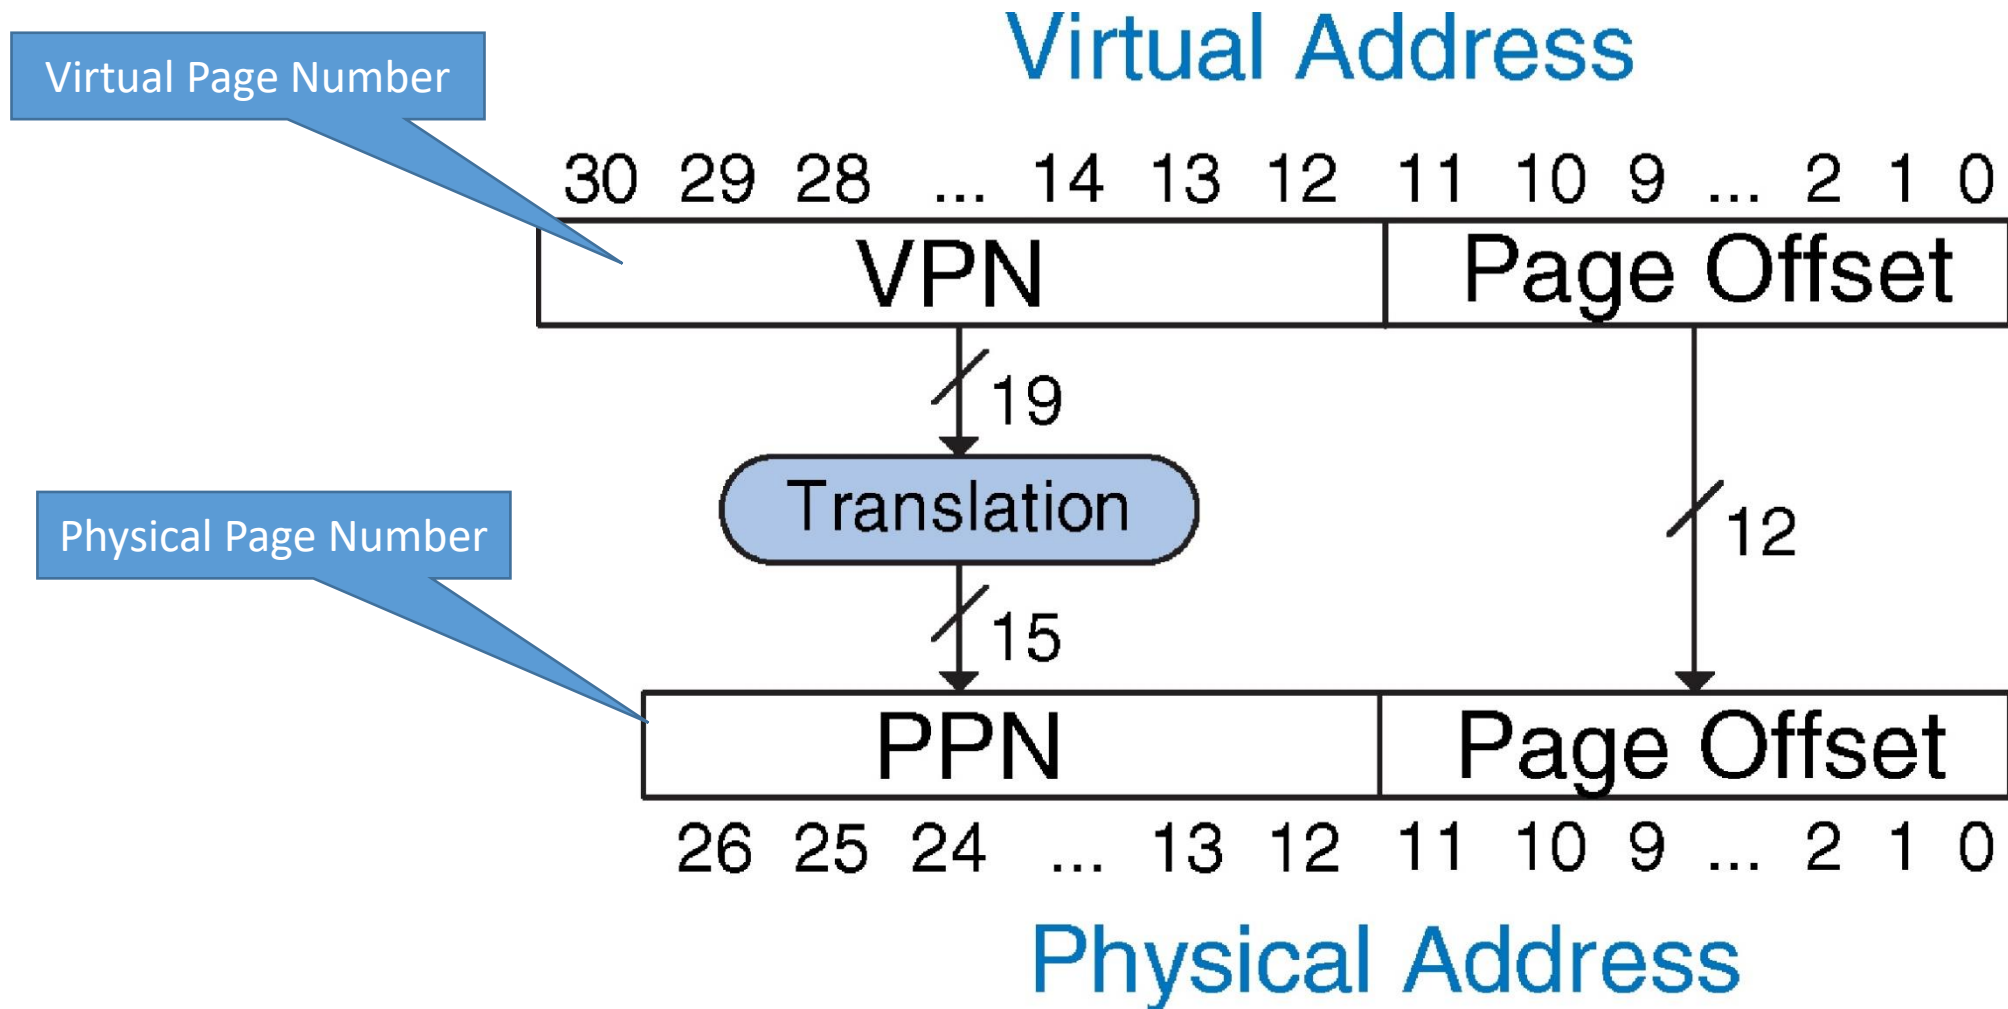 Virtual Address
Virtual Page Number
30 29 28 ... 14 13 12 11 10 9 ... 2 1 0
VPN Page Offset
19
Translation
12
Physical Page Number
15
PPN Page Offset
26 25 24 ... 13 12 11 10 9 ... 2 1 0
Physical Address